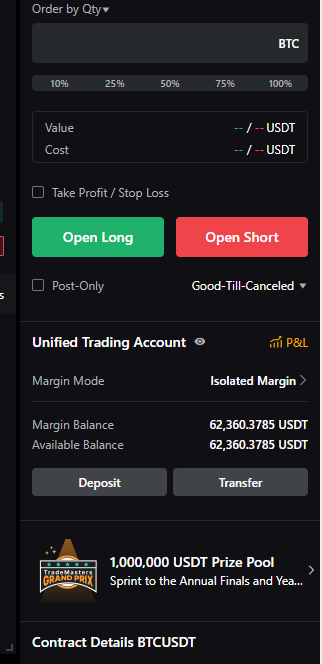 Order by Qty
BTC
10% 25% 50% 75% 100%
Value -- / -- USDT
Cost -- / -- USDT
Take Profit / Stop Loss
Open Long Open Short
Post-Only Good-Till-Canceled
s
Unified Trading Account P&L
Margin Mode Isolated Margin
Margin Balance 62,360.3785 USDT
Available Balance 62,360.3785 USDT
Deposit Transfer
TradeMasters
GRAND PRIX
1,000,000 USDT Prize Pool
Sprint to the Annual Finals and Yea...
Contract Details BTCUSDT